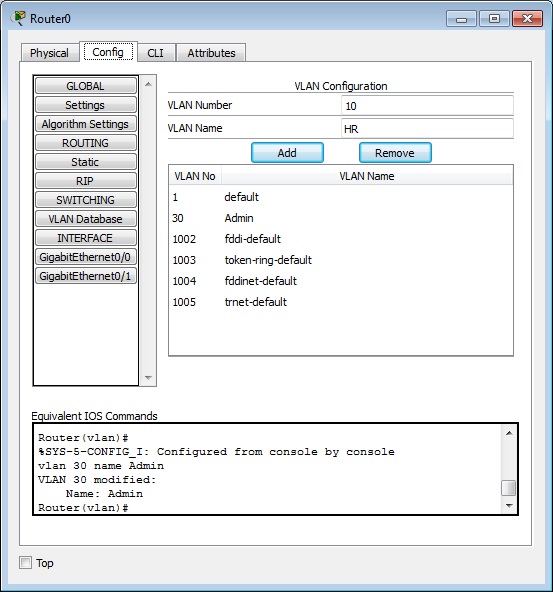 Router0
Physical Config CLI Attributes
GLOBAL
Settings
Algorithm Settings
ROUTING
Static
RIP
SWITCHING
VLAN Database
INTERFACE
GigabitEthernet0/0
GigabitEthernet0/1
VLAN Configuration
VLAN Number 10
VLAN Name HR
Add Remove
VLAN No VLAN Name
1 default
30 Admin
1002 fddi-default
1003 token-ring-default
1004 fddinet-default
1005 trnet-default
Equivalent IOS Commands
Router(vlan)#
%SYS-5-CONFIG_I: Configured from console by console
vlan 30 name Admin
VLAN 30 modified:
Name: Admin
Router(vlan)#
Top